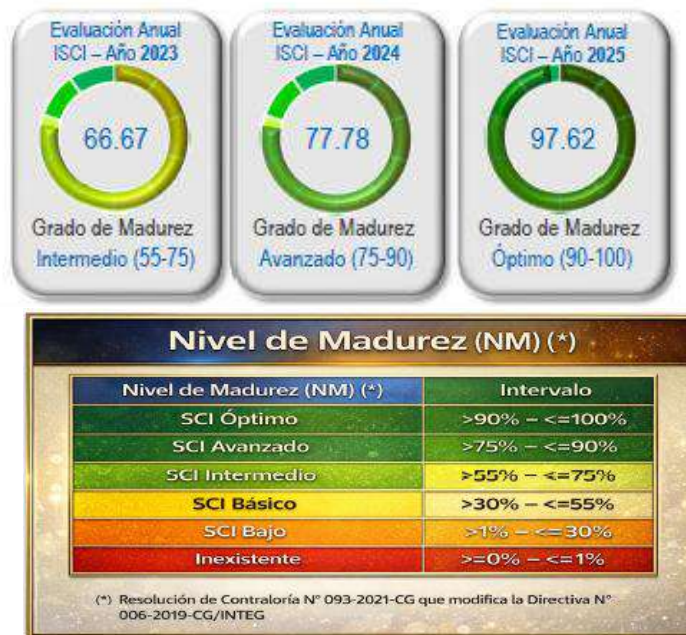 Evaluación Anual
ISCI – Año 2023
66.67
Grado de Madurez
Intermedio (55-75)
Evaluación Anual
ISCI – Año 2024
77.78
Grado de Madurez
Avanzado (75-90)
Evaluación Anual
ISCI – Año 2025
97.62
Grado de Madurez
Óptimo (90-100)
Nivel de Madurez (NM) (*)
Nivel de Madurez (NM) (*) Intervalo
SCI Óptimo >90% – <=100%
SCI Avanzado >75% – <=90%
SCI Intermedio >55% – <=75%
SCI Básico >30% – <=55%
SCI Bajo >1% – <=30%
Inexistente >=0% – <=1%
(*) Resolución de Contraloría N° 093-2021-CG que modifica la Directiva N°
006-2019-CG/INTEG